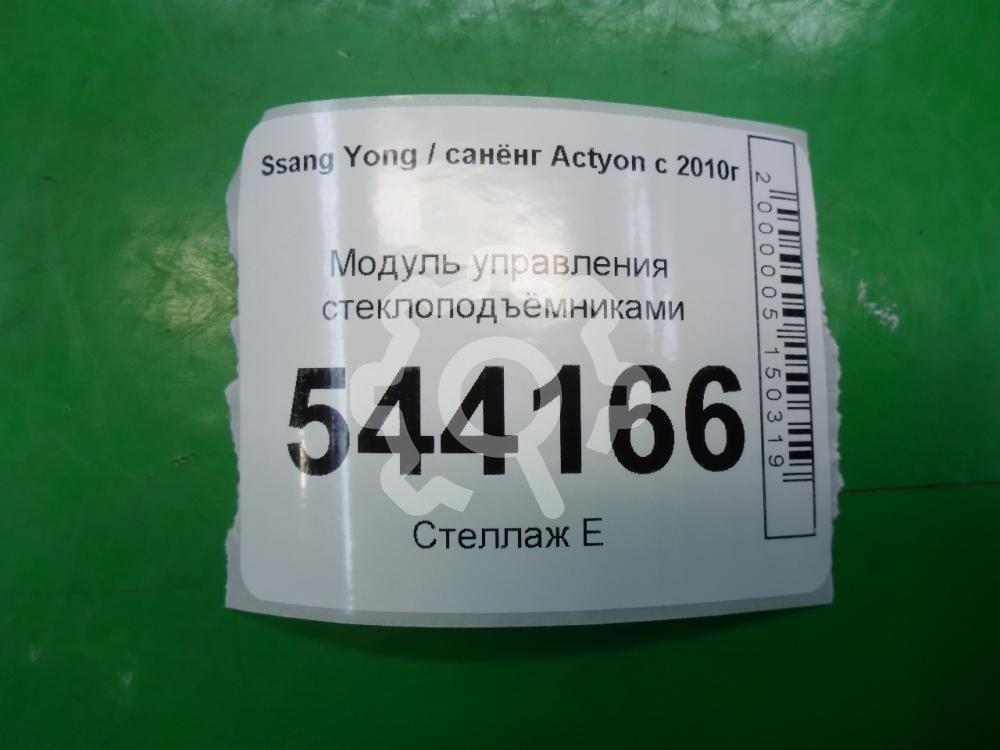 Ssang Yong / санёнг Actyon с 2010г
Модуль управления
стеклоподъёмниками
544166
Стеллаж Е
2000005150319